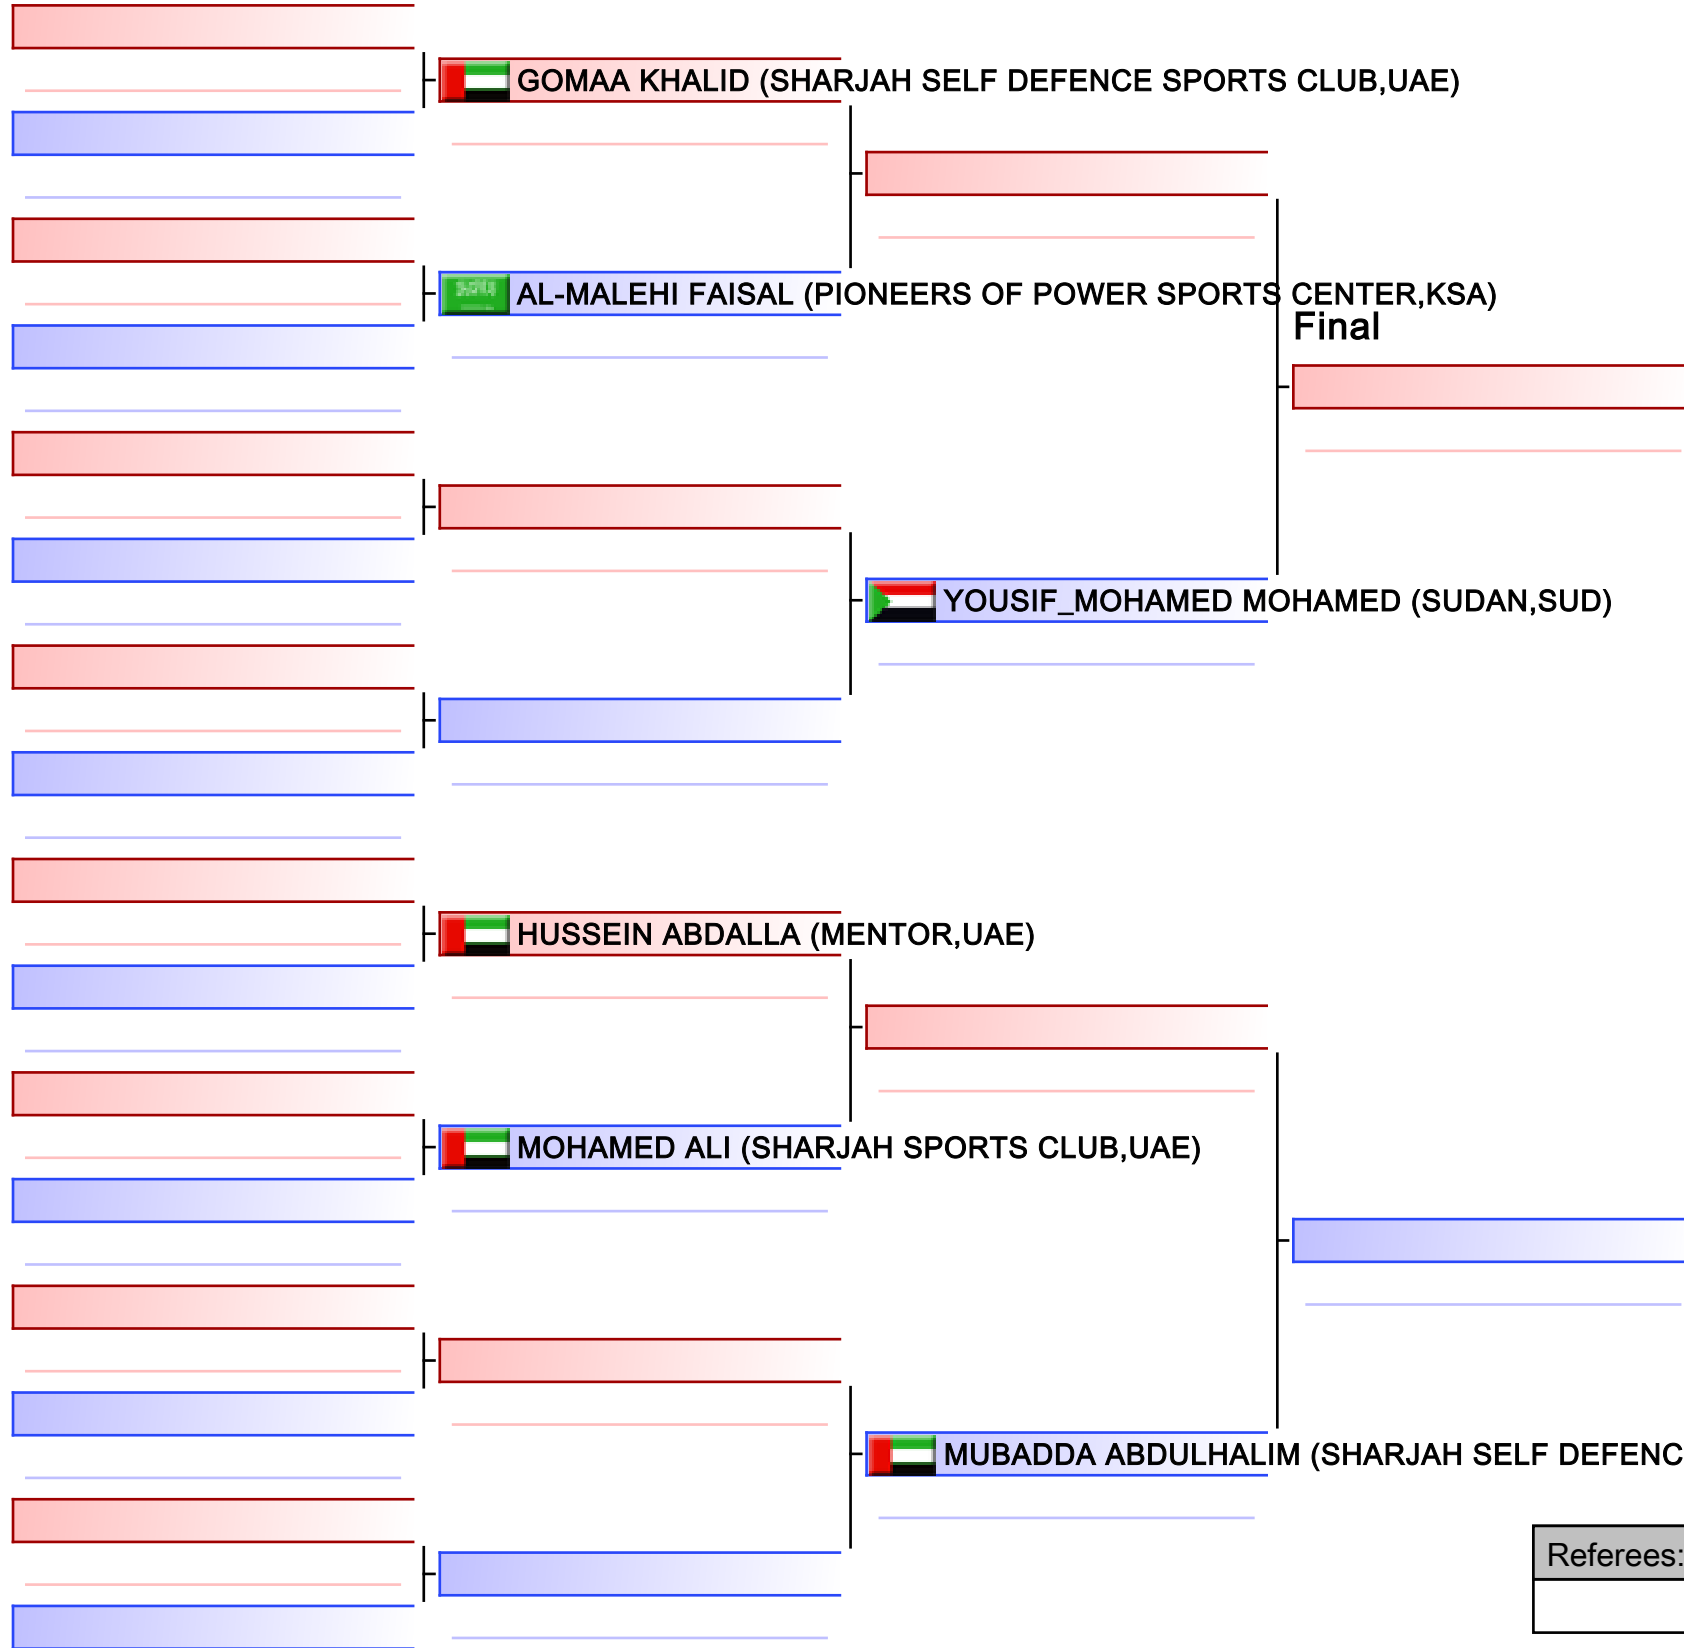 GOMAA KHALID (SHARJAH SELF DEFENCE SPORTS CLUB,UAE)
AL-MALEHI FAISAL (PIONEERS OF POWER SPORTS CENTER,KSA)
Final
YOUSIF_MOHAMED MOHAMED (SUDAN,SUD)
HUSSEIN ABDALLA (MENTOR,UAE)
MOHAMED ALI (SHARJAH SPORTS CLUB,UAE)
MUBADDA ABDULHALIM (SHARJAH SELF DEFENC
Referees: